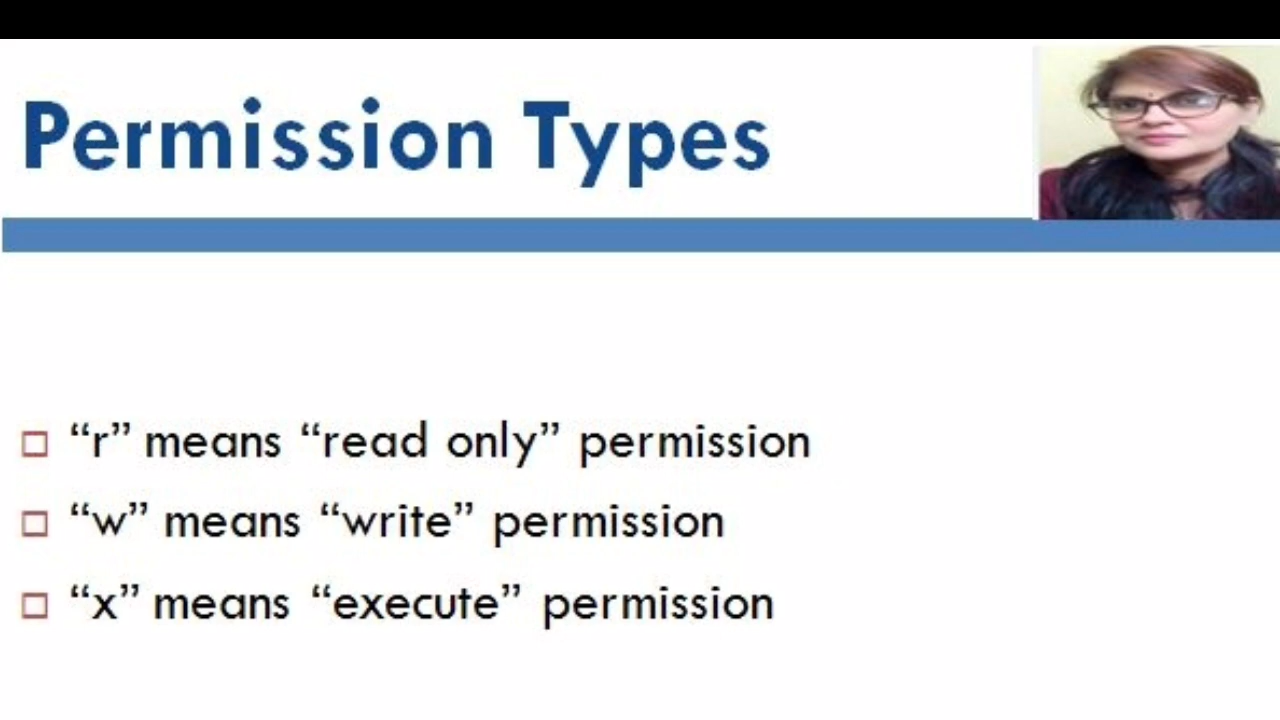 Permission Types
“r” means “read only” permission
“w” means “write” permission
“x” means “execute” permission